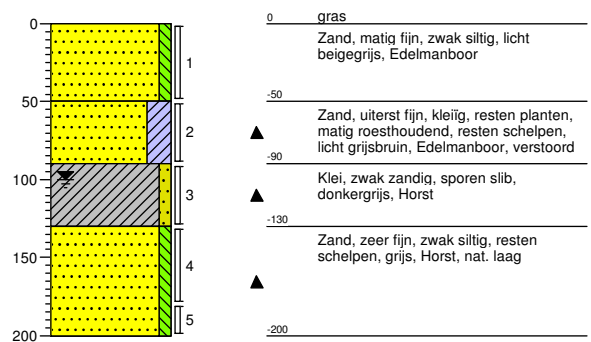 0
50
100
150
200
1
2
3
4
5
0 gras
Zand, matig fijn, zwak siltig, licht
beigegrijs, Edelmanboor
-50
Zand, uiterst fijn, kleiïg, resten planten,
matig roesthoudend, resten schelpen,
licht grijsbruin, Edelmanboor, verstoord
-90
Klei, zwak zandig, sporen slib,
donkergrijs, Horst
-130
Zand, zeer fijn, zwak siltig, resten
schelpen, grijs, Horst, nat. laag
-200